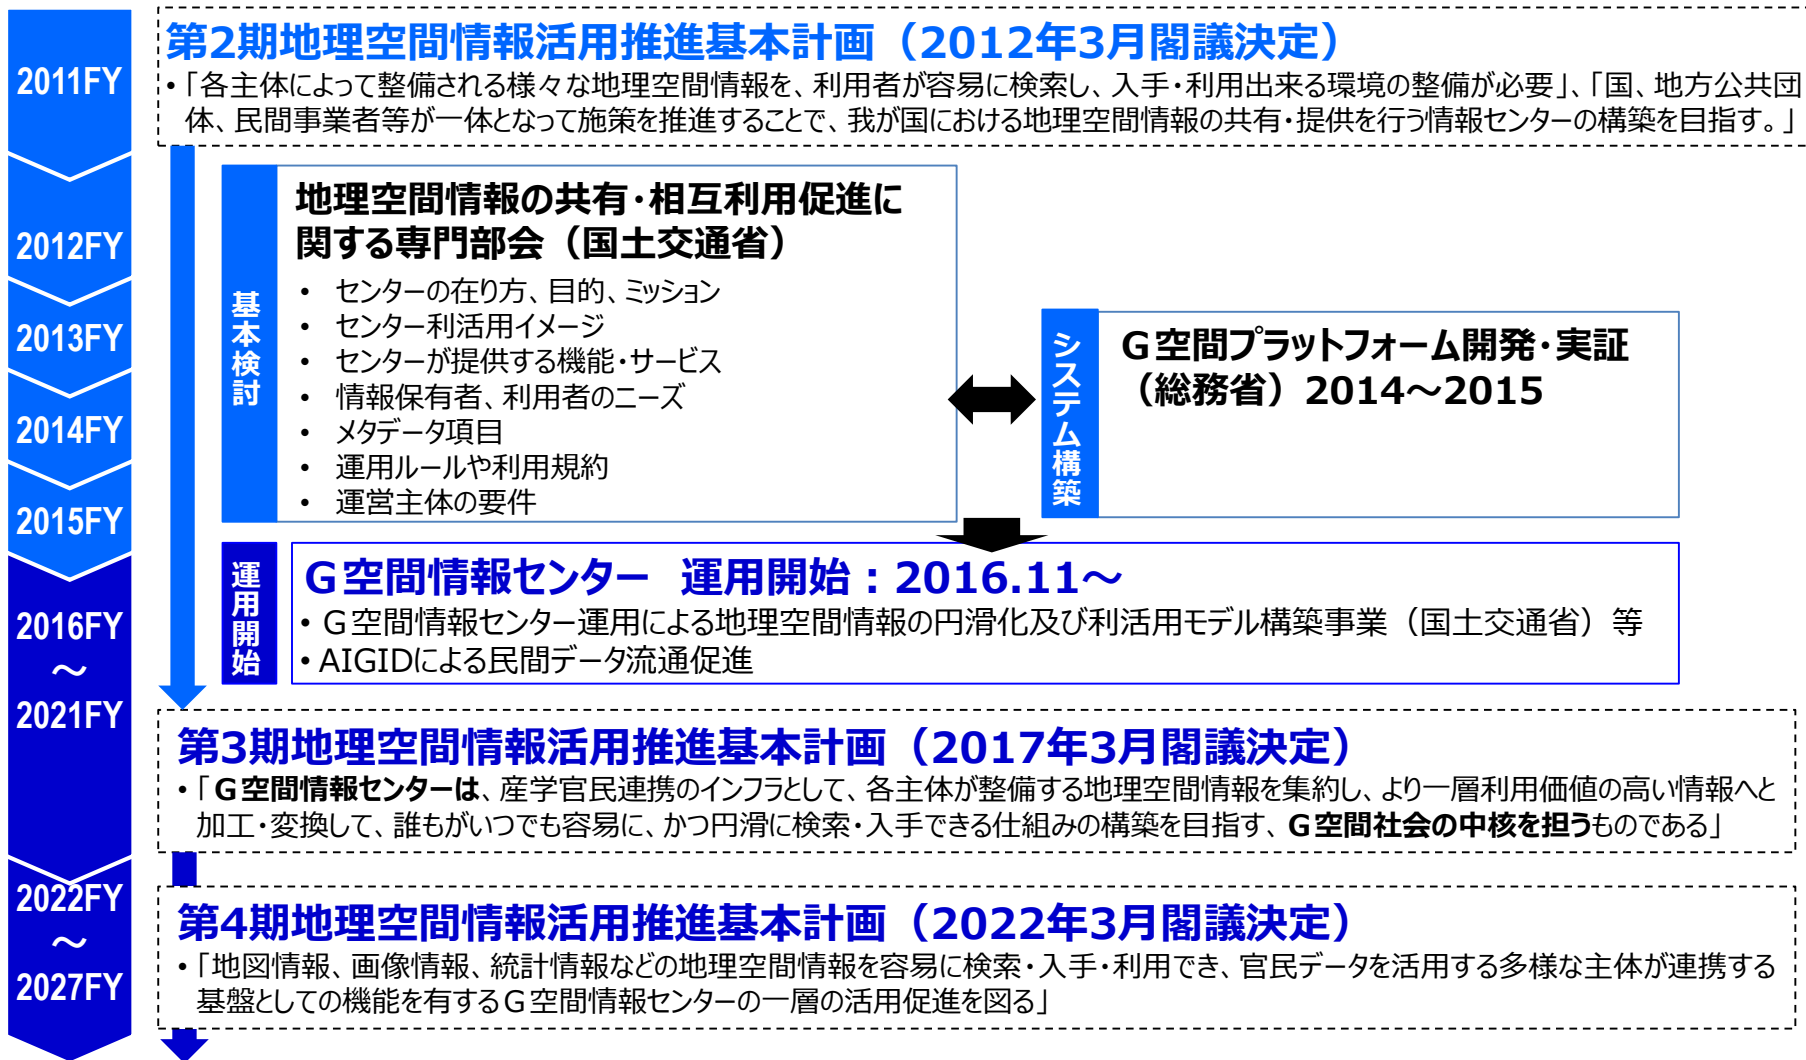 2011FY
第2期地理空間情報活用推進基本計画（2012年3月閣議決定）
•「各主体によって整備される様々な地理空間情報を、利用者が容易に検索し、入手・利用出来る環境の整備が必要」、「国、地方公共団
体、民間事業者等が一体となって施策を推進することで、我が国における地理空間情報の共有・提供を行う情報センターの構築を目指す。」
2012FY
2013FY
2014FY
2015FY
基本検討
地理空間情報の共有・相互利用促進に
関する専門部会（国土交通省）
• センターの在り方、目的、ミッション
• センター利活用イメージ
• センターが提供する機能・サービス
• 情報保有者、利用者のニーズ
• メタデータ項目
• 運用ルールや利用規約
• 運営主体の要件
システム構築
Ｇ空間プラットフォーム開発・実証
（総務省）2014～2015
2016FY
～
2021FY
運用開始
Ｇ空間情報センター　運用開始：2016.11～
• Ｇ空間情報センター運用による地理空間情報の円滑化及び利活用モデル構築事業（国土交通省）等
• AIGIDによる民間データ流通促進
第3期地理空間情報活用推進基本計画（2017年3月閣議決定）
•「Ｇ空間情報センターは、産学官民連携のインフラとして、各主体が整備する地理空間情報を集約し、より一層利用価値の高い情報へと
加工・変換して、誰もがいつでも容易に、かつ円滑に検索・入手できる仕組みの構築を目指す、Ｇ空間社会の中核を担うものである」
2022FY
～
2027FY
第4期地理空間情報活用推進基本計画（2022年3月閣議決定）
•「地図情報、画像情報、統計情報などの地理空間情報を容易に検索・入手・利用でき、官民データを活用する多様な主体が連携する
基盤としての機能を有するＧ空間情報センターの一層の活用促進を図る」